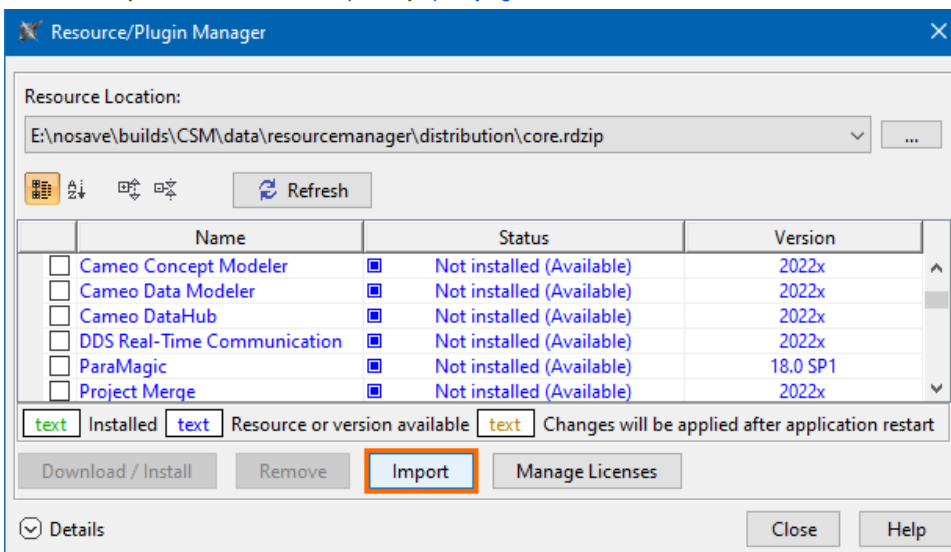 Resource/Plugin Manager
Resource Location:
E:\nosave\builds\CSM\data\resourcemanager\distribution\core.rdzip
...
Refresh
Name Status Version
Cameo Concept Modeler Not installed (Available) 2022x
Cameo Data Modeler Not installed (Available) 2022x
Cameo DataHub Not installed (Available) 2022x
DDS Real-Time Communication Not installed (Available) 2022x
ParaMagic Not installed (Available) 18.0 SP1
Project Merge Not installed (Available) 2022x
text Installed text Resource or version available text Changes will be applied after application restart
Download / Install Remove Import Manage Licenses
Details Close Help